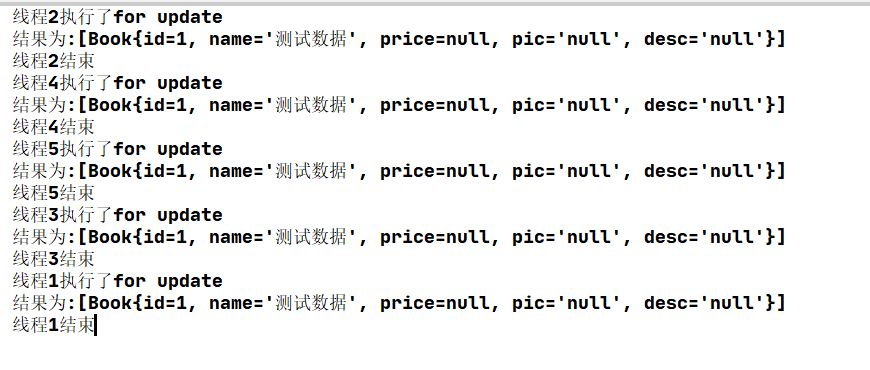 线程2执行了for update
结果为:[Book{id=1, name='测试数据', price=null, pic='null', desc='null'}]
线程2结束
线程4执行了for update
结果为:[Book{id=1, name='测试数据', price=null, pic='null', desc='null'}]
线程4结束
线程5执行了for update
结果为:[Book{id=1, name='测试数据', price=null, pic='null', desc='null'}]
线程5结束
线程3执行了for update
结果为:[Book{id=1, name='测试数据', price=null, pic='null', desc='null'}]
线程3结束
线程1执行了for update
结果为:[Book{id=1, name='测试数据', price=null, pic='null', desc='null'}]
线程1结束